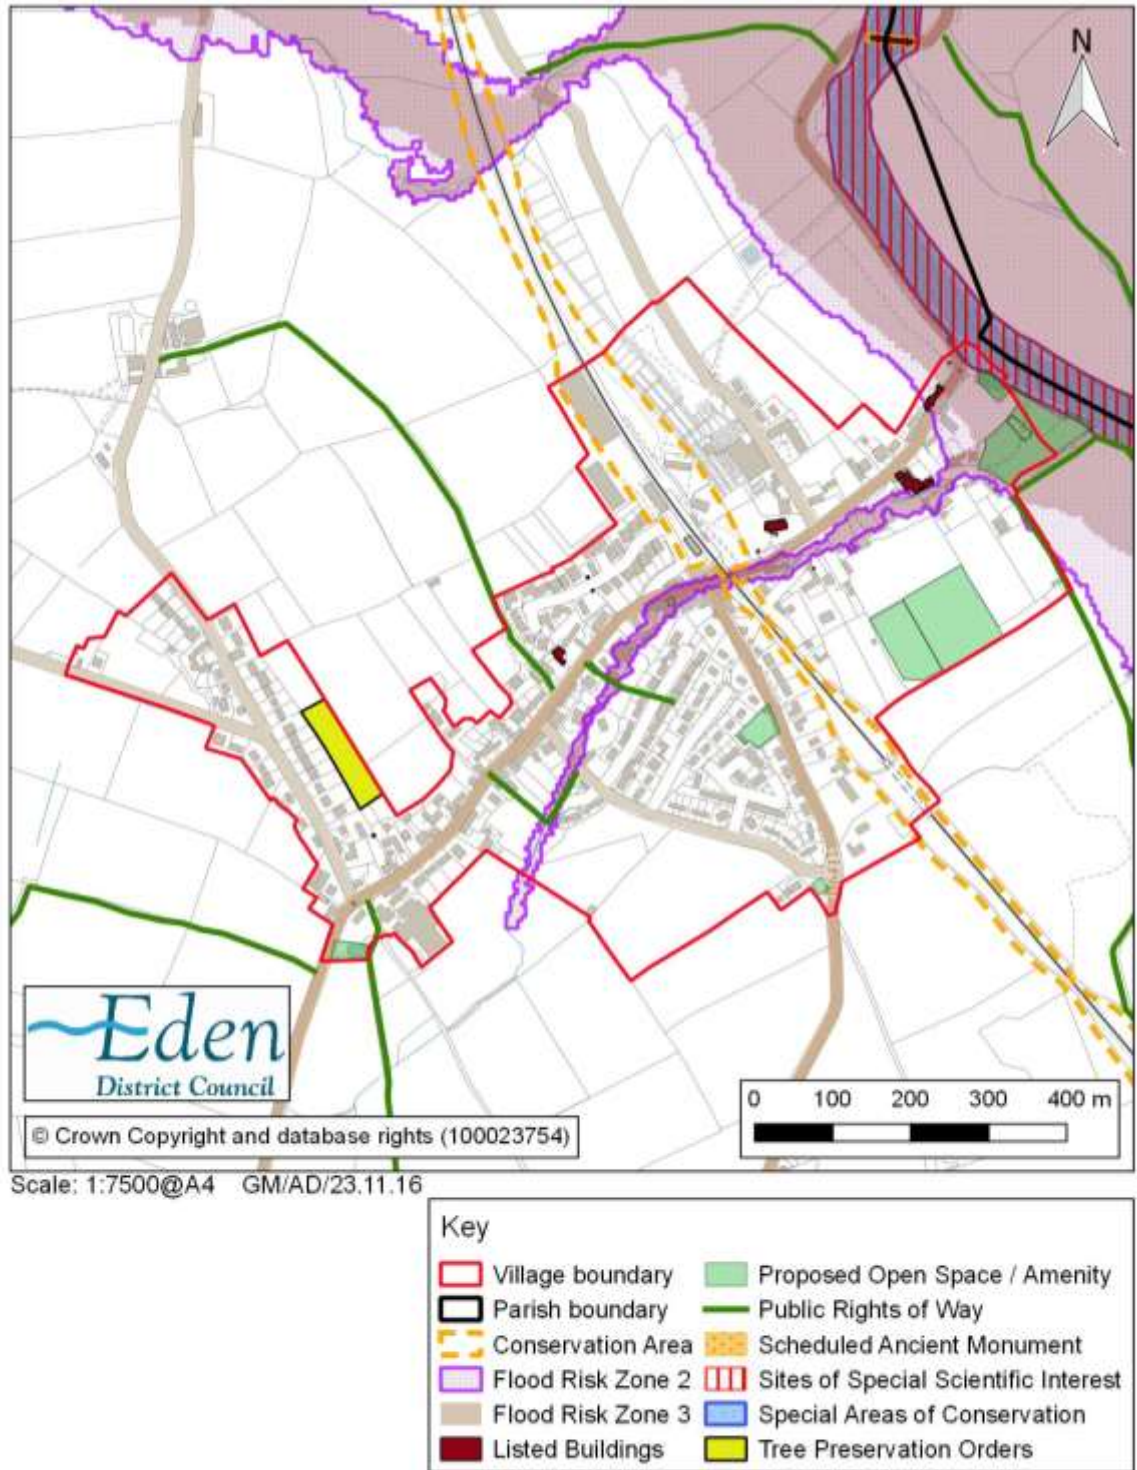 N
Eden
District Council
© Crown Copyright and database rights (100023754)
0 100 200 300 400 m
Scale: 1:7500@A4 GM/AD/23.11.16
Key
Village boundary
Parish boundary
Conservation Area
Flood Risk Zone 2
Flood Risk Zone 3
Listed Buildings
Proposed Open Space / Amenity
Public Rights of Way
Scheduled Ancient Monument
Sites of Special Scientific Interest
Special Areas of Conservation
Tree Preservation Orders